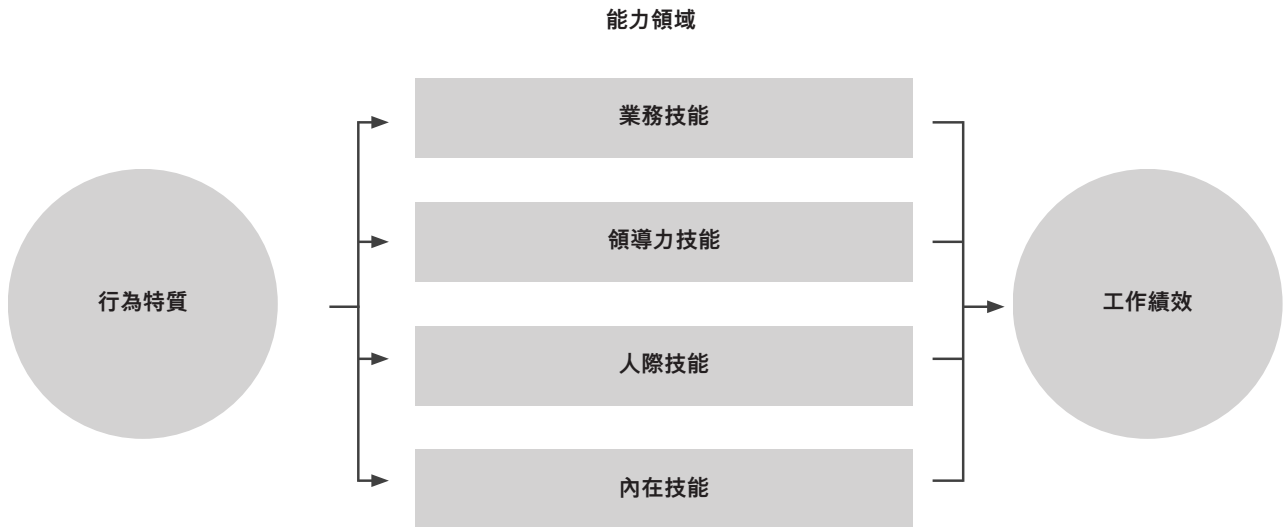 能力領域
業務技能
領導力技能
行為特質
工作績效
人際技能
內在技能